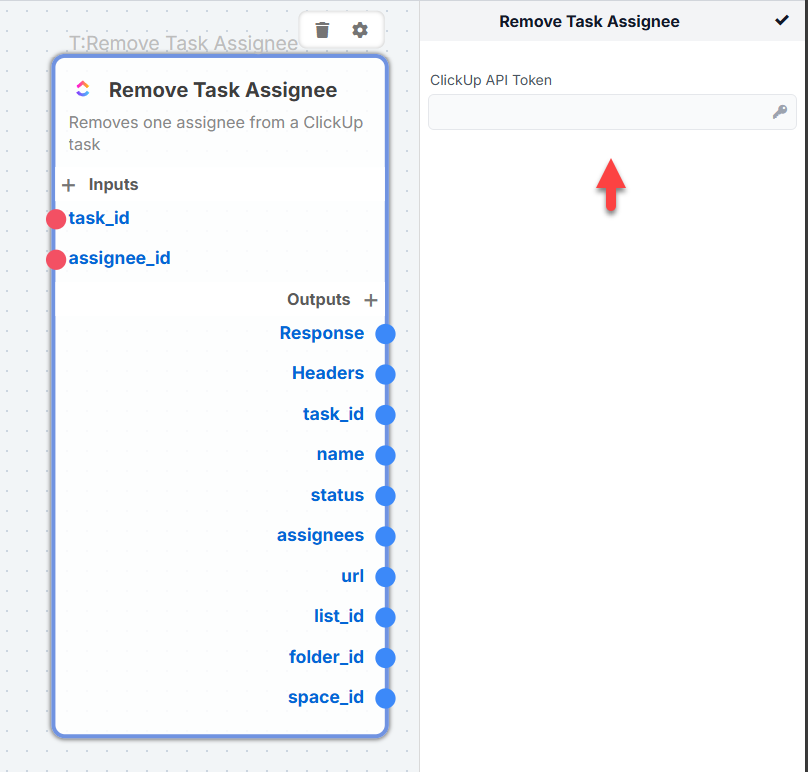 T:Remove Task Assignee
Remove Task Assignee
Removes one assignee from a ClickUp
task
+ Inputs
task_id
assignee_id
Outputs +
Response
Headers
task_id
name
status
assignees
url
list_id
folder_id
space_id
Remove Task Assignee
ClickUp API Token